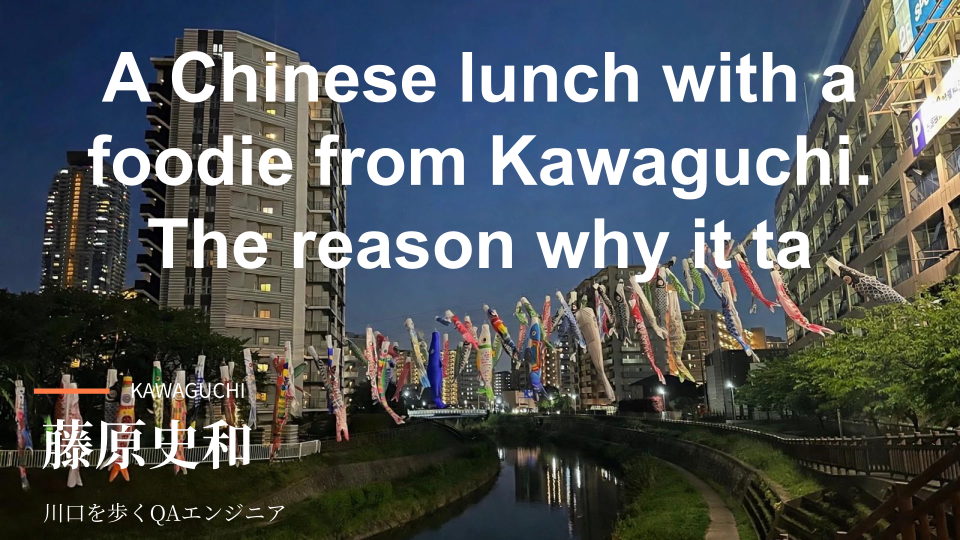 A Chinese lunch with a
foodie from Kawaguchi.
The reason why it ta
KAWAGUCHI
藤原史和
川口を歩くQAエンジニア
P